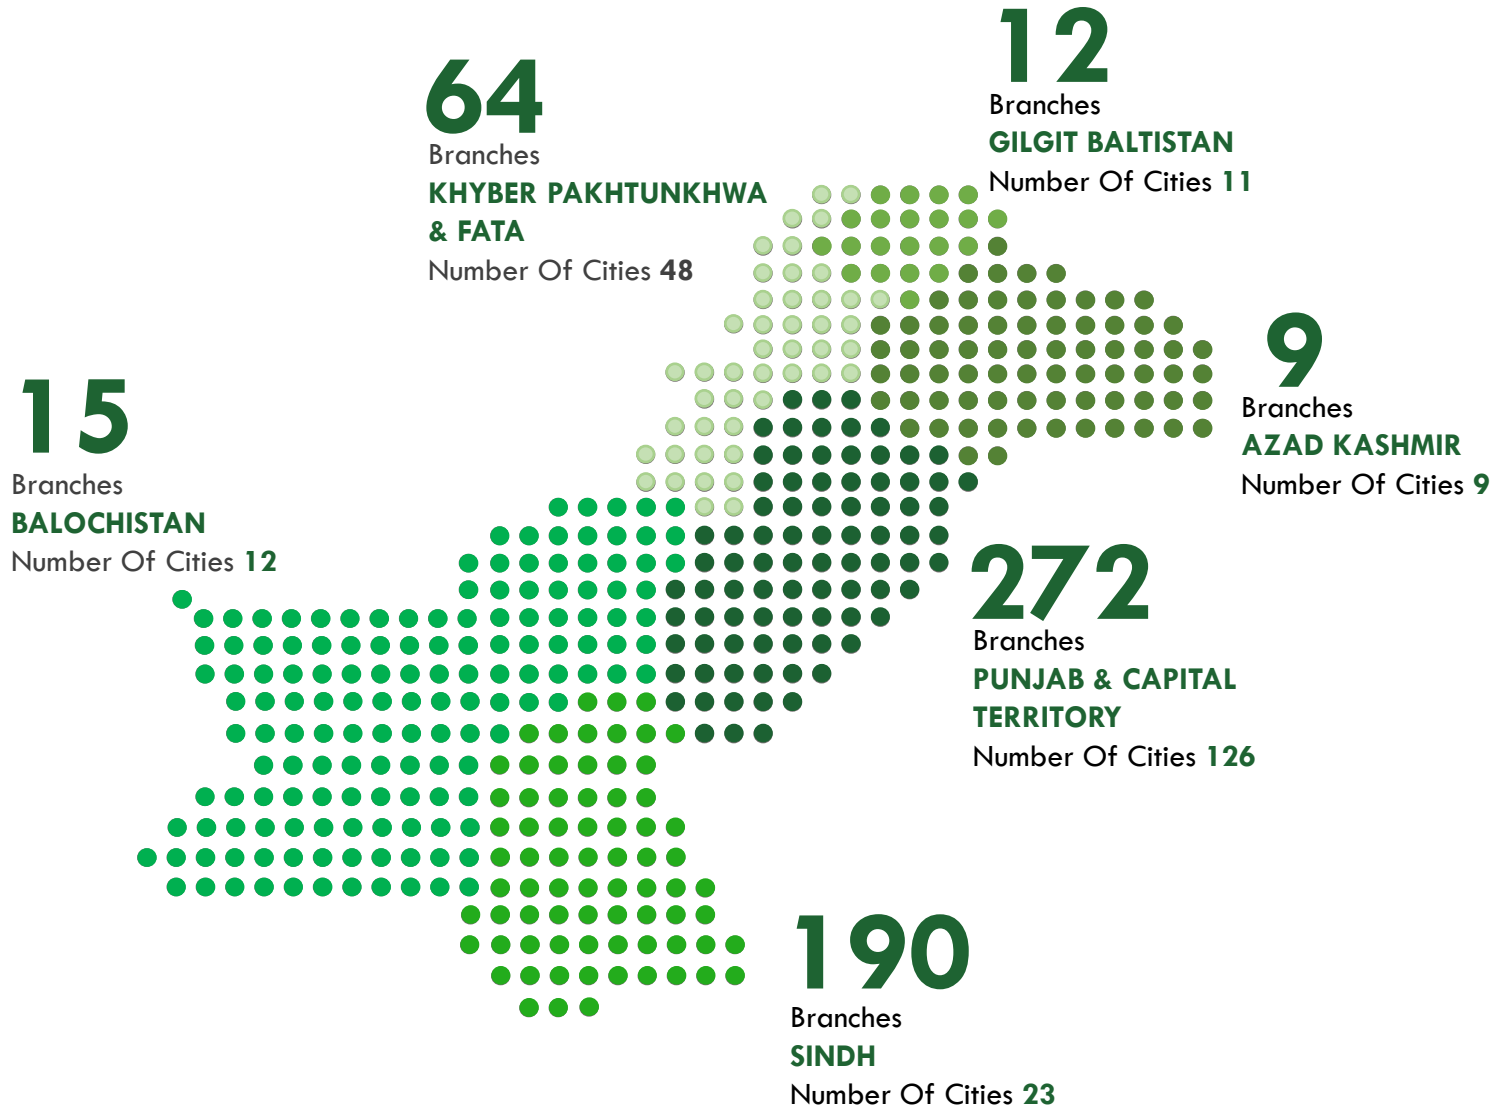 12
Branches
GILGIT BALTISTAN
Number Of Cities 11
64
Branches
KHYBER PAKHTUNKHWA
& FATA
Number Of Cities 48
9
Branches
AZAD KASHMIR
Number Of Cities 9
15
Branches
BALOCHISTAN
Number Of Cities 12
272
Branches
PUNJAB & CAPITAL
TERRITORY
Number Of Cities 126
190
Branches
SINDH
Number Of Cities 23